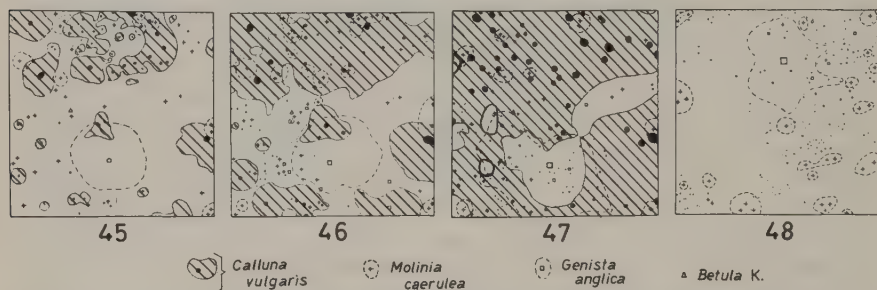 45 46 47 48
Calluna Molinia Genista Betula K.
vulgaris caerulea anglica